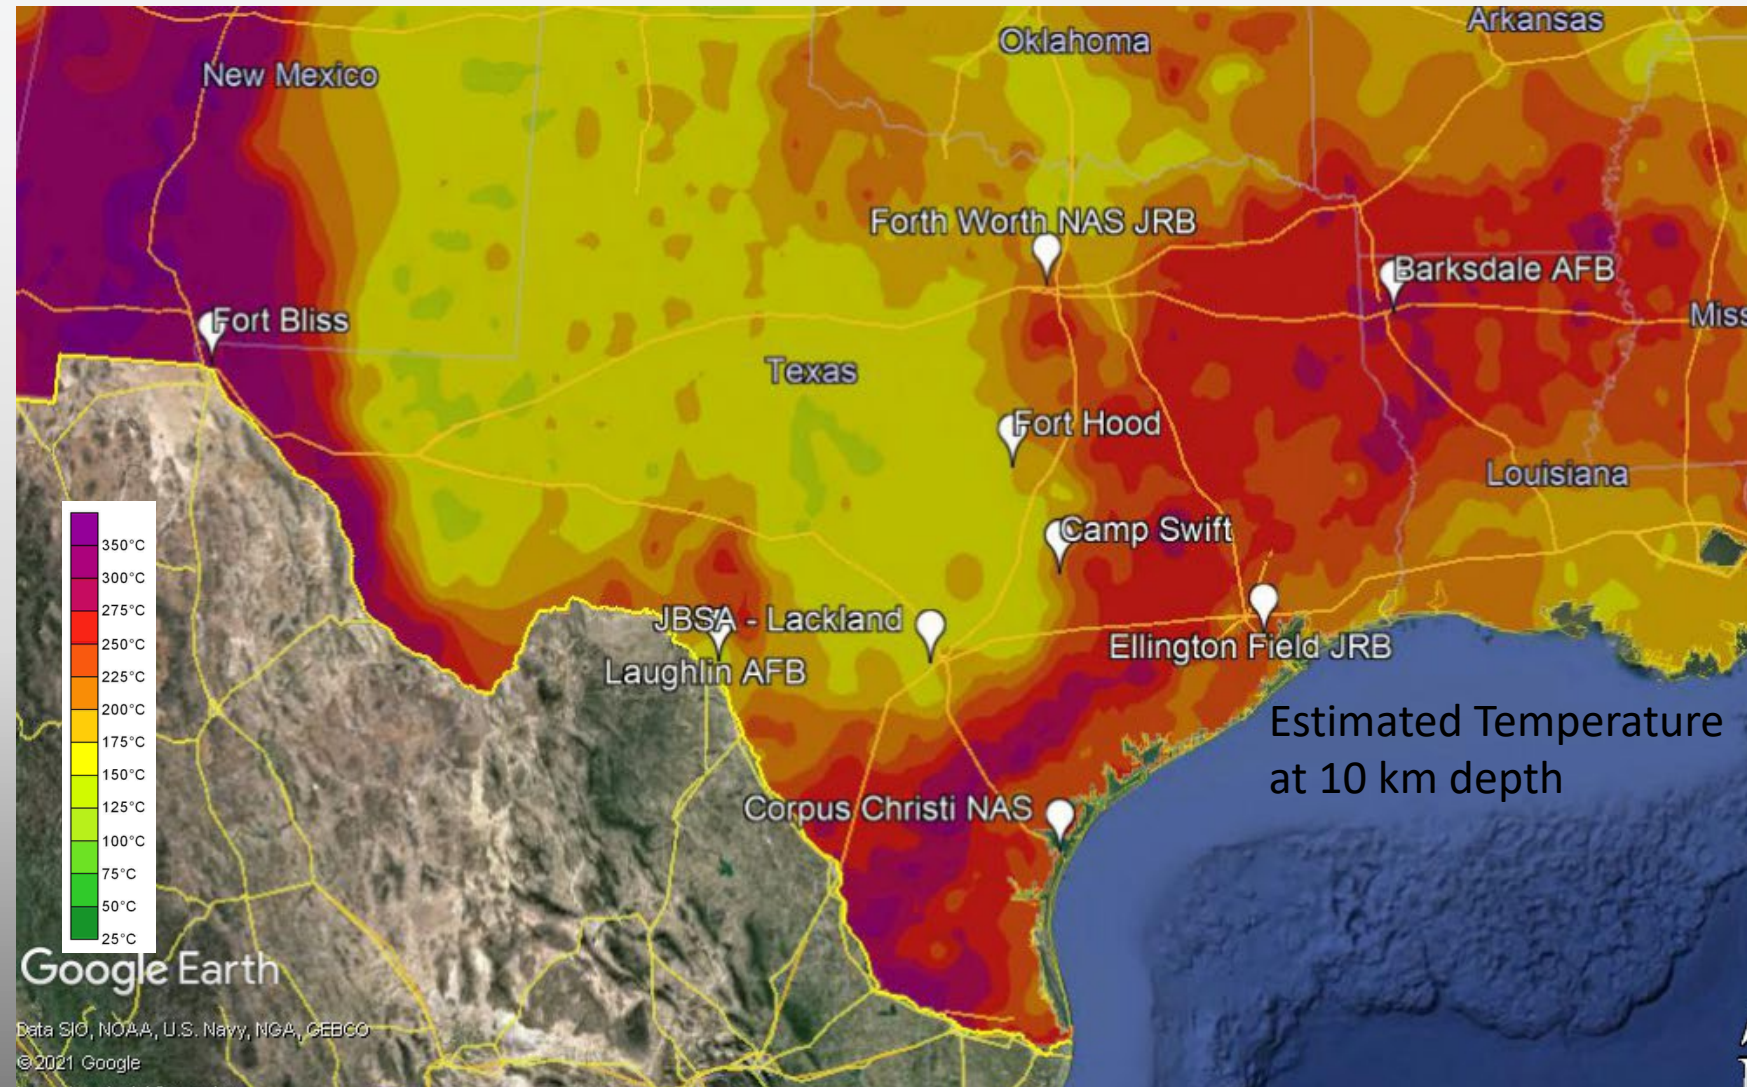 Arkansas
Oklahoma
New Mexico
Forth Worth NAS JRB
Barksdale AFB
Fort Bliss
Miss
Texas
Fort Hood
Louisiana
Camp Swift
JBSA - Lackland
Ellington Field JRB
Laughlin AFB
Estimated Temperature
at 10 km depth
Corpus Christi NAS
350°C
300°C
275°C
250°C
225°C
200°C
175°C
150°C
125°C
100°C
75°C
50°C
25°C
Google Earth
Data SIO, NOAA, U.S. Navy, NGA, GEBCO
©2021 Google